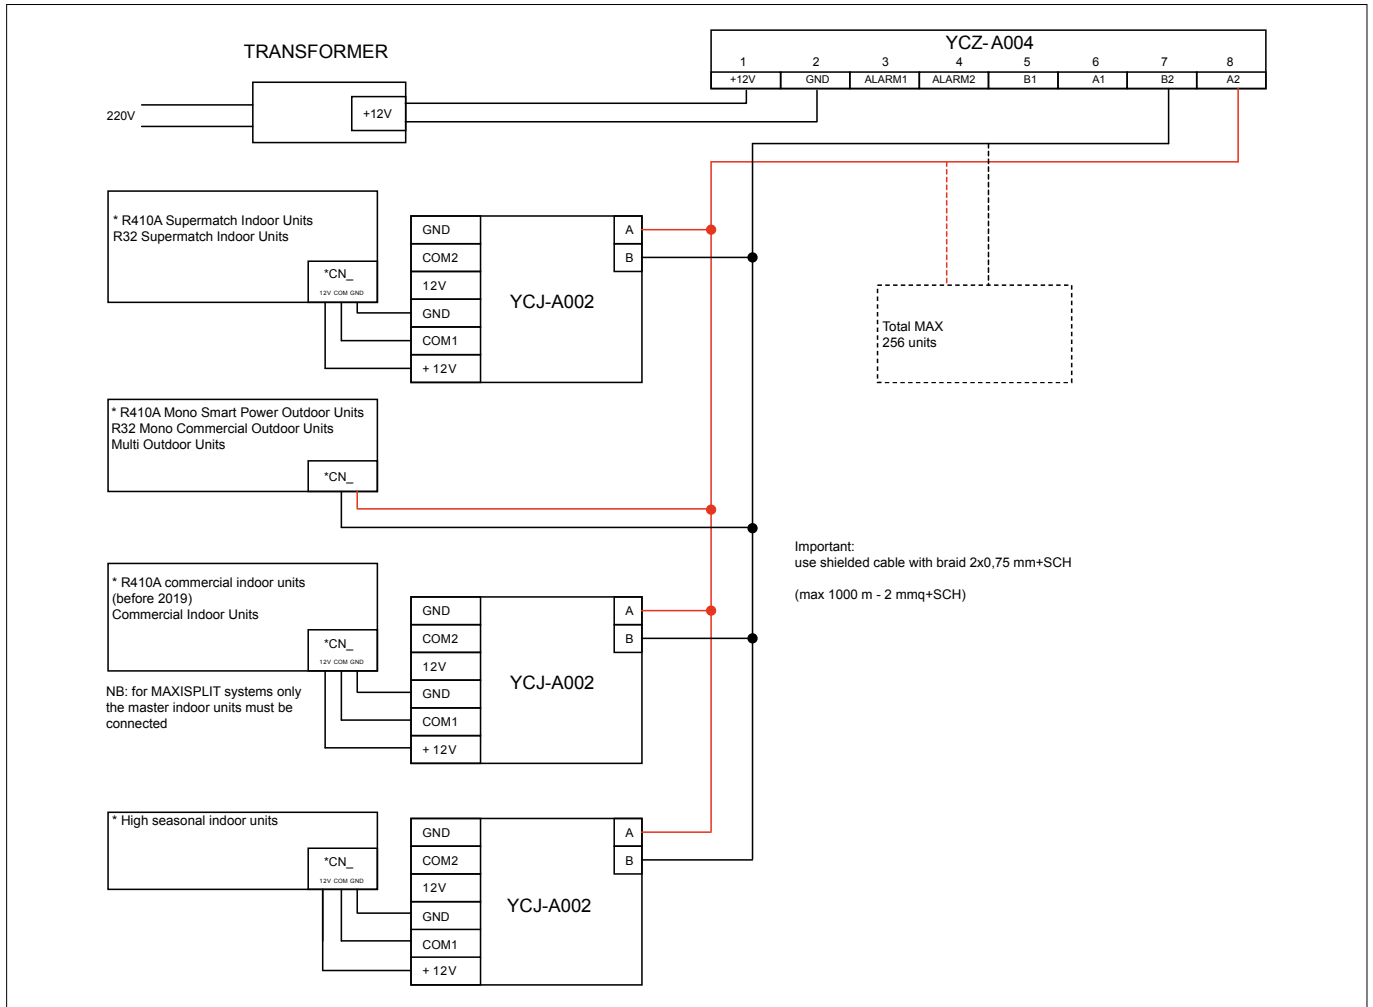 TRANSFORMER
YCZ- A004
1 2 3 4 5 6 7 8
+12V GND ALARM1 ALARM2 B1 A1 B2 A2
220V
+12V
* R410A Supermatch Indoor Units
R32 Supermatch Indoor Units
*CN_
12V COM GND
GND
COM2
12V
GND
COM1
+ 12V
YCJ-A002
A
B
Total MAX
256 units
* R410A Mono Smart Power Outdoor Units
R32 Mono Commercial Outdoor Units
Multi Outdoor Units
*CN_
Important:
use shielded cable with braid 2x0,75 mm+SCH
(max 1000 m - 2 mmq+SCH)
* R410A commercial indoor units
(before 2019)
Commercial Indoor Units
*CN_
12V COM GND
NB: for MAXISPLIT systems only
the master indoor units must be
connected
GND
COM2
12V
GND
COM1
+ 12V
YCJ-A002
A
B
* High seasonal indoor units
*CN_
12V COM GND
GND
COM2
12V
GND
COM1
+ 12V
YCJ-A002
A
B